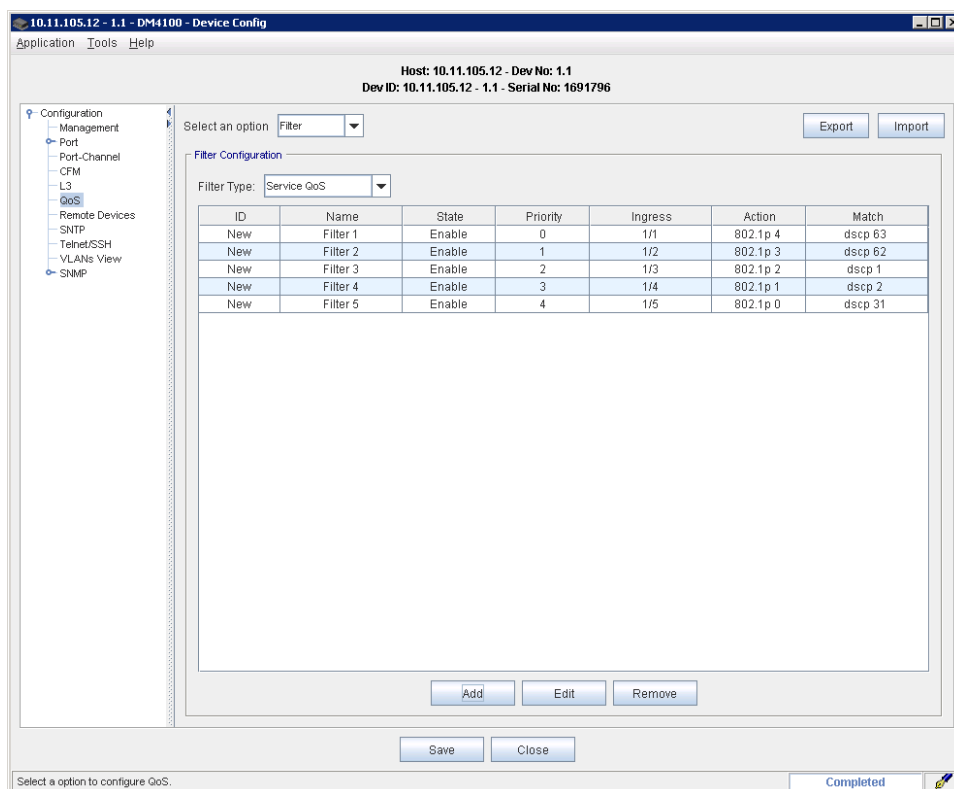 10.11.105.12 - 1.1 - DM4100 - Device Config
Application Tools Help
Host: 10.11.105.12 - Dev No: 1.1
Dev ID: 10.11.105.12 - 1.1 - Serial No: 1691796
Configuration
Management
Port
Port-Channel
CFM
L3
QoS
Remote Devices
SNTP
Telnet/SSH
VLANs View
SNMP
Select an option Filter
Export Import
Filter Configuration
Filter Type: Service QoS
ID Name State Priority Ingress Action Match
New Filter 1 Enable 0 1/1 802.1p 4 dscp 63
New Filter 2 Enable 1 1/2 802.1p 3 dscp 62
New Filter 3 Enable 2 1/3 802.1p 2 dscp 1
New Filter 4 Enable 3 1/4 802.1p 1 dscp 2
New Filter 5 Enable 4 1/5 802.1p 0 dscp 31
Add Edit Remove
Save Close
Select a option to configure QoS.
Completed